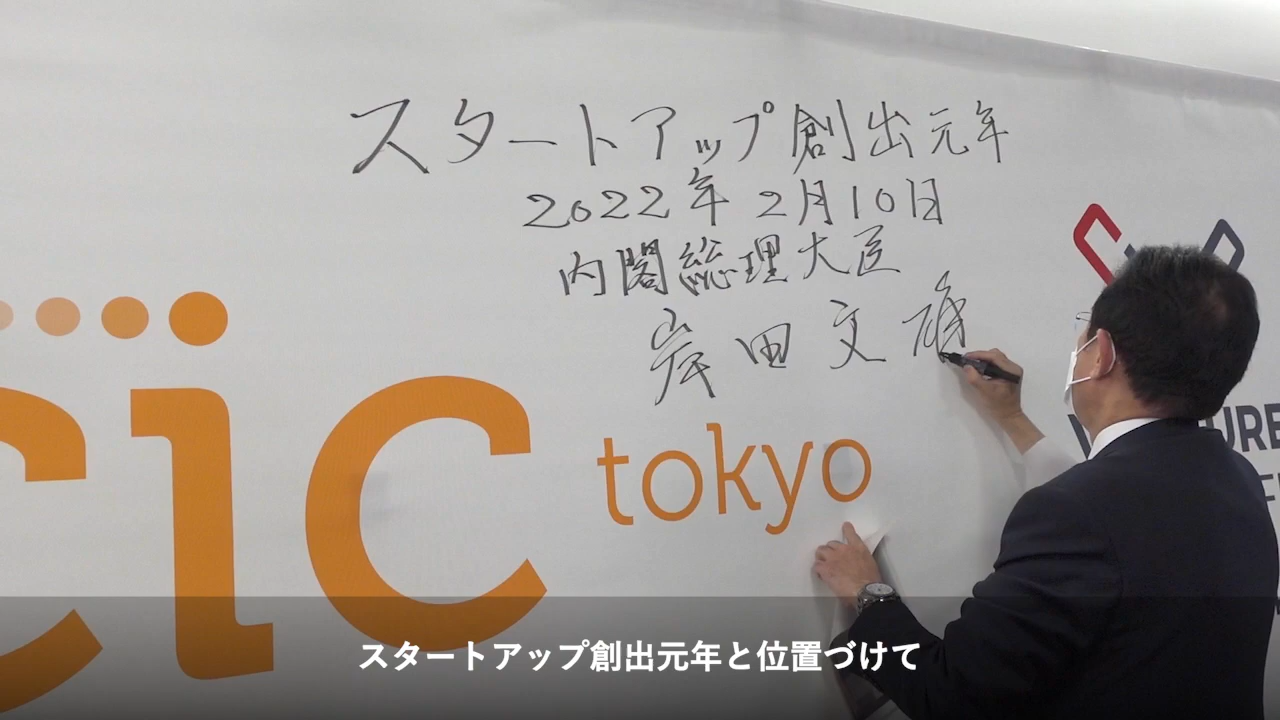 スタートアップ創出元年
2022年2月10日
内閣総理大臣
岸田文雄
cic
tokyo
URE
スタートアップ創出元年と位置づけて